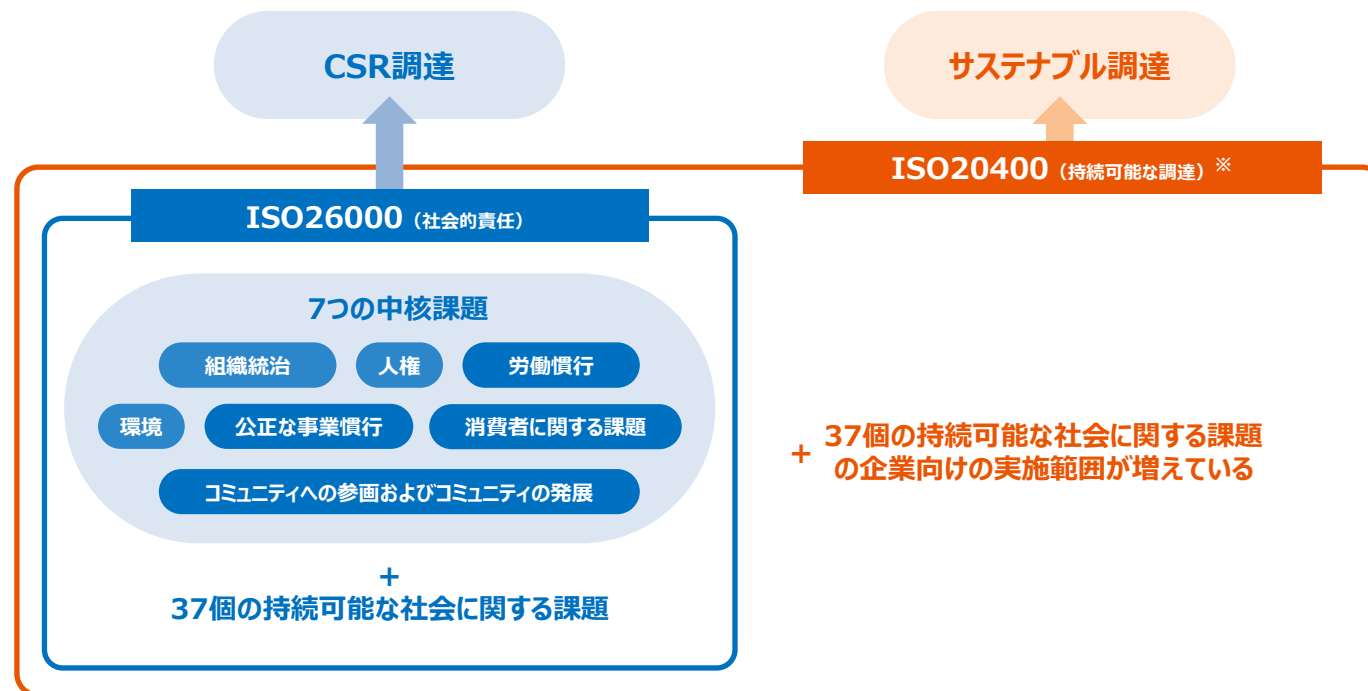 CSR調達
サステナブル調達
ISO20400（持続可能な調達）※
ISO26000（社会的責任）
7つの中核課題
組織統治
人権
労働慣行
環境
公正な事業慣行
消費者に関する課題
コミュニティへの参画およびコミュニティの発展
+
37個の持続可能な社会に関する課題
+ 37個の持続可能な社会に関する課題
の企業向けの実施範囲が増えている